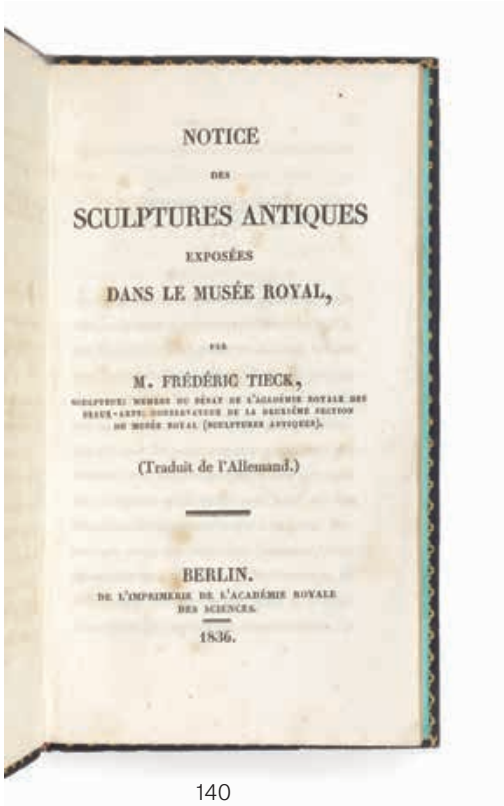 NOTICE
DES
SCULPTURES ANTIQUES
EXPOSÉES
DANS LE MUSÉE ROYAL,
PAR
M. FRÉDÉRIC TIECK,
SCULPTEUR; MEMBRE DU SÉNAT DE L'ACADÉMIE ROYALE DES
BEAUX-ARTS; CONSERVATEUR DE LA DEUXIÈME SECTION
DU MUSÉE ROYAL (SCULPTURES ANTIQUES).
(Traduit de l'Allemand.)
BERLIN.
DE L'IMPRIMERIE DE L'ACADÉMIE ROYALE
DES SCIENCES.
1836.
140